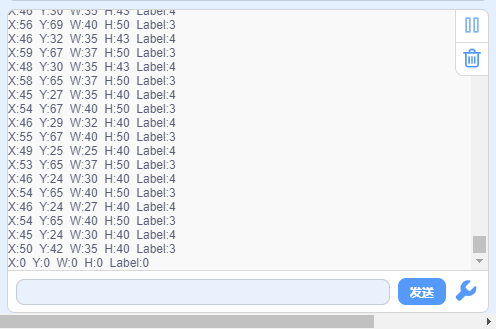 X:46 Y:30 W:35 H:43 Label:4
X:56 Y:69 W:40 H:50 Label:3
X:46 Y:32 W:35 H:43 Label:4
X:59 Y:67 W:37 H:50 Label:3
X:48 Y:30 W:35 H:43 Label:4
X:58 Y:65 W:37 H:50 Label:3
X:45 Y:27 W:35 H:40 Label:4
X:54 Y:67 W:40 H:50 Label:3
X:46 Y:29 W:32 H:40 Label:4
X:55 Y:67 W:40 H:50 Label:3
X:49 Y:25 W:25 H:40 Label:4
X:53 Y:65 W:37 H:50 Label:3
X:46 Y:24 W:30 H:40 Label:4
X:54 Y:65 W:40 H:50 Label:3
X:46 Y:24 W:27 H:40 Label:4
X:54 Y:65 W:40 H:50 Label:3
X:45 Y:24 W:30 H:40 Label:4
X:50 Y:42 W:35 H:40 Label:3
X:0 Y:0 W:0 H:0 Label:0
发送